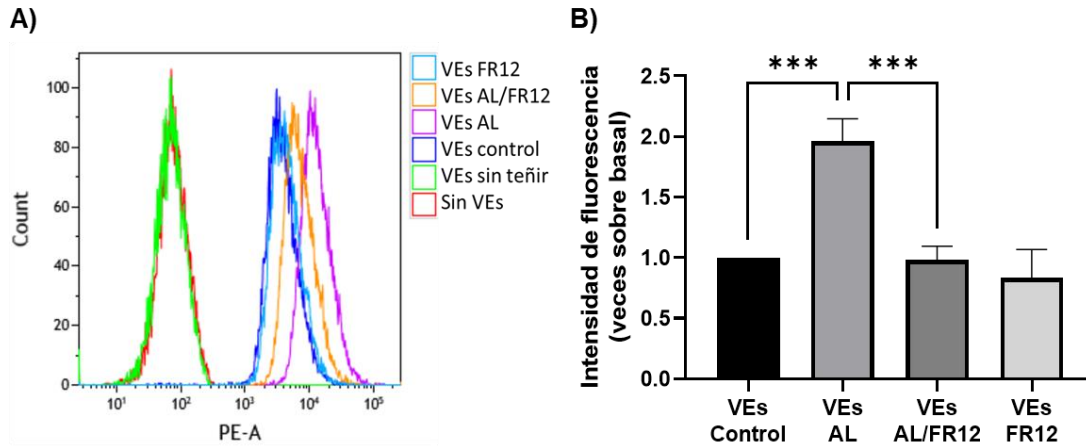 A)
Count
100
80
60
40
20
0
10¹ 10² 10³ 10⁴ 10⁵
PE-A
VEs FR12
VEs AL/FR12
VEs AL
VEs control
VEs sin teñir
Sin VEs
B)
Intensidad de fluorescencia
(veces sobre basal)
2.5
2.0
1.5
1.0
0.5
0.0
*** ***
VEs VEs VEs VEs
Control AL AL/FR12 FR12